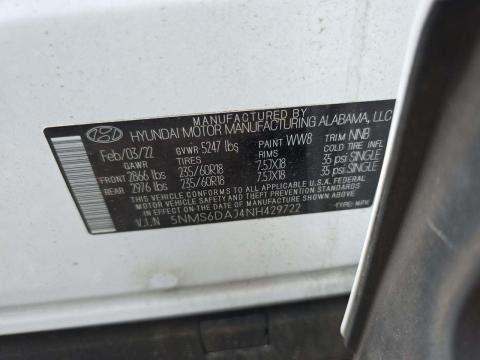 MANUFACTURED BY
HYUNDAI MOTOR MANUFACTURING ALABAMA, LLC
Feb/03/22 GVWR 5247 lbs PAINT WW8 TRIM NNB
GAWR TIRES RIMS COLD TIRE INFL
FRONT 2866 lbs 235/60R18 7.5JX18 35 psi SINGLE
REAR 2976 lbs 235/60R18 7.5JX18 35 psi SINGLE
THIS VEHICLE CONFORMS TO ALL APPLICABLE U.S.A. FEDERAL
MOTOR VEHICLE SAFETY, BUMPER, AND THEFT PREVENTION STANDARDS
IN EFFECT ON THE DATE OF MANUFACTURE SHOWN ABOVE.
V.I.N 5NMS6DAJ4NH429722 TYPE: MPV